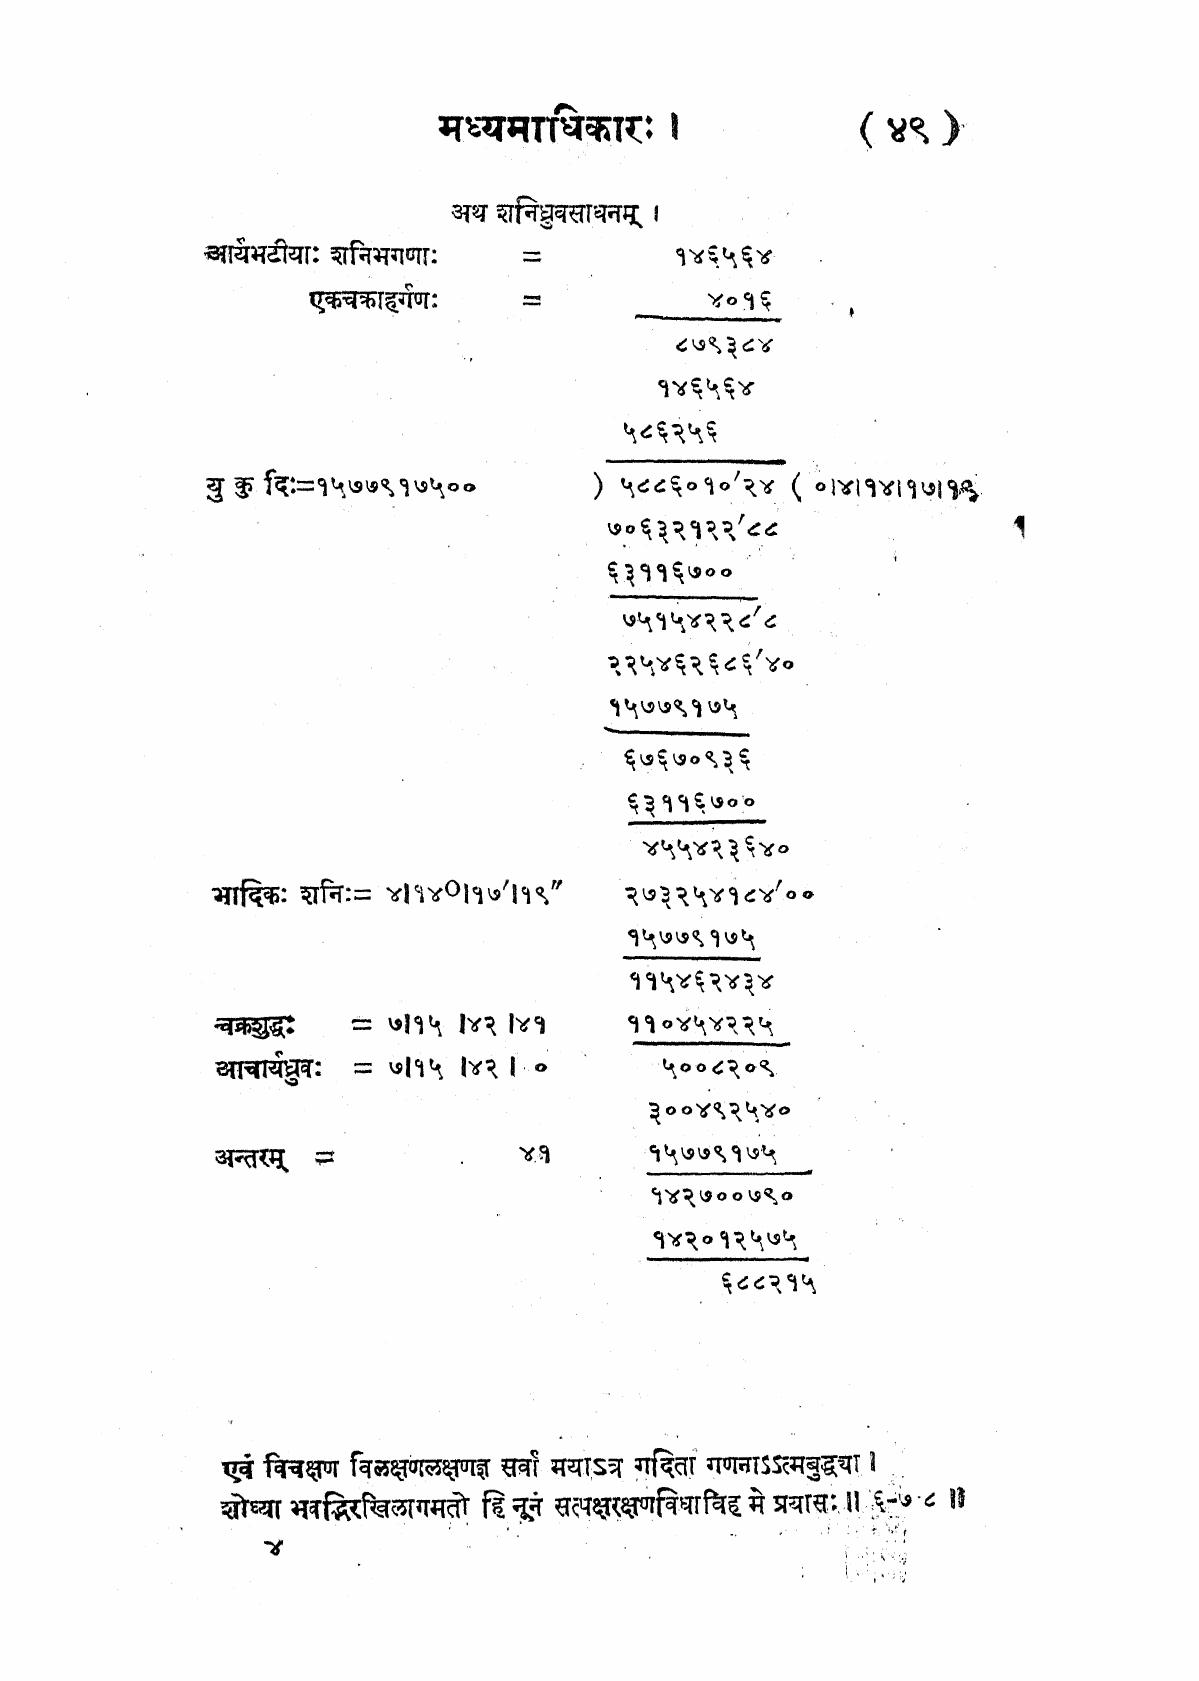 मध्यमाधिकारः । ( ४९ )
अथ शनिध्रुवसाधनम् ।
आर्यभटीयाः शनिभगणाः = १४६५६४
एकचक्राहर्गणः = ४०१६
८७९३८४
१४६५६४
५८६२५६
यु कु दिः=१५७७९१७५०० ) ५८८६०१०′२४ ( ०।४।१४।१७।१९
७०६३२१२२′८८
६३११६७००
७५१५४२२८′८
२२५४६२६८६′४०
१५७७९१७५
६७६७०९३६
६३११६७००
४५५४२३६४०
भादिकः शनिः= ४।१४०।१७′।१९″ २७३२५४१८४′००
१५७७९१७५
११५४६२४३४
चक्रशुद्धः = ७।१५ ।४२ ।४१ ११०४५४२२५
आचार्यध्रुवः = ७।१५ ।४२ । ० ५००८२०९
३००४९२५४०
अन्तरम् = ४१ १५७७९१७५
१४२७००७९०
१४२०१२५७५
६८८२१५
एवं विचक्षण विलक्षणलक्षणज्ञ सर्वा मयाऽत्र गदिता गणनाऽऽत्मबुद्ध्या ।
शोध्या भवद्भिरखिलागमतो हि नूनं सत्पक्षरक्षणविधाविह मे प्रयासः ॥ ६-७-८ ॥
४